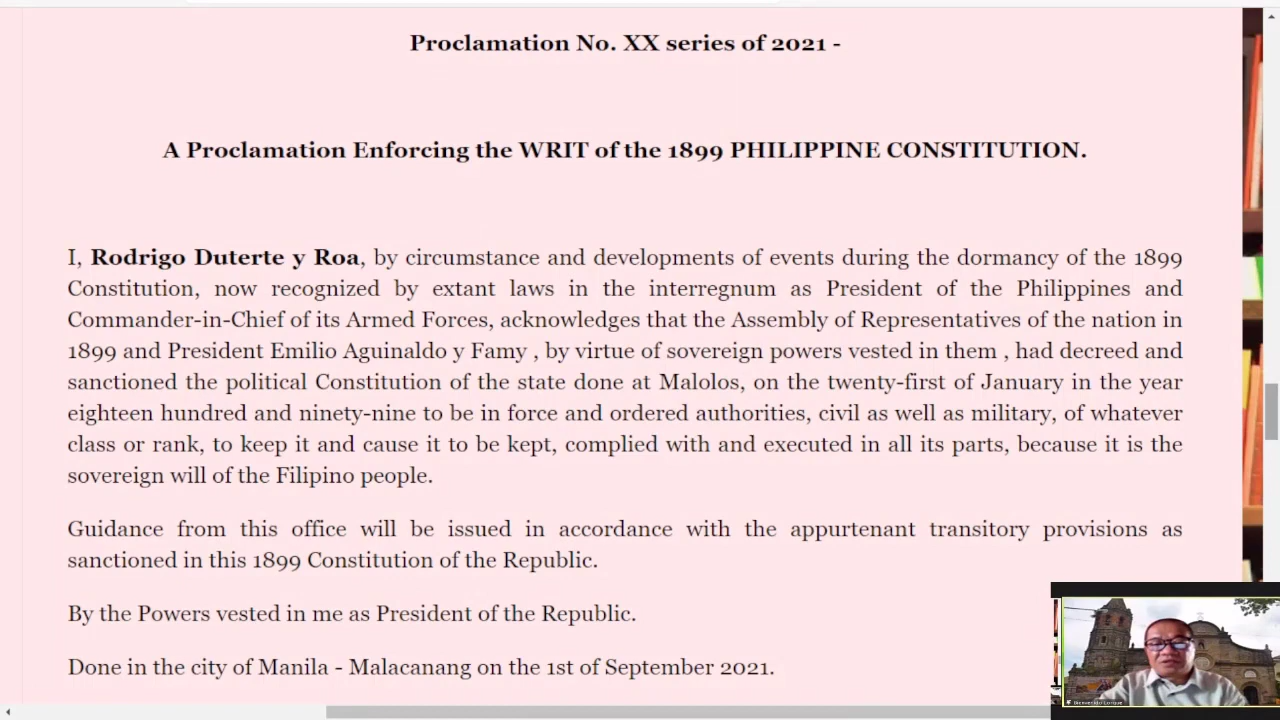 Proclamation No. XX series of 2021 -
A Proclamation Enforcing the WRIT of the 1899 PHILIPPINE CONSTITUTION.
I, Rodrigo Duterte y Roa, by circumstance and developments of events during the dormancy of the 1899
Constitution, now recognized by extant laws in the interregnum as President of the Philippines and
Commander-in-Chief of its Armed Forces, acknowledges that the Assembly of Representatives of the nation in
1899 and President Emilio Aguinaldo y Famy , by virtue of sovereign powers vested in them , had decreed and
sanctioned the political Constitution of the state done at Malolos, on the twenty-first of January in the year
eighteen hundred and ninety-nine to be in force and ordered authorities, civil as well as military, of whatever
class or rank, to keep it and cause it to be kept, complied with and executed in all its parts, because it is the
sovereign will of the Filipino people.
Guidance from this office will be issued in accordance with the appurtenant transitory provisions as
sanctioned in this 1899 Constitution of the Republic.
By the Powers vested in me as President of the Republic.
Done in the city of Manila - Malacanang on the 1st of September 2021.